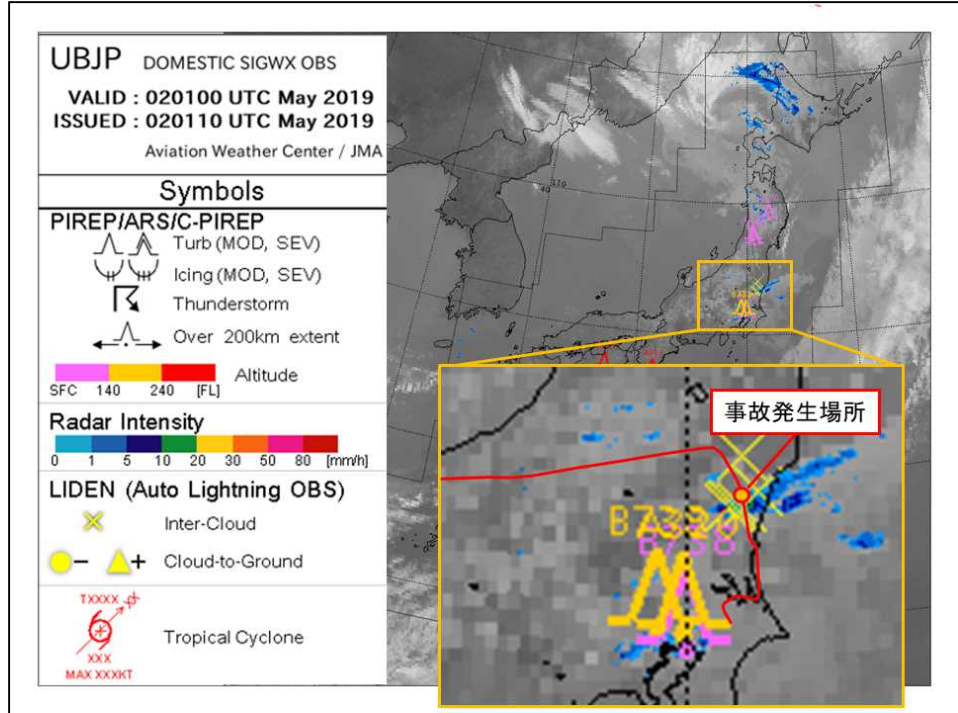 UBJP DOMESTIC SIGWX OBS
VALID : 020100 UTC May 2019
ISSUED : 020110 UTC May 2019
Aviation Weather Center / JMA
Symbols
PIREP/ARS/C-PIREP
Turb (MOD, SEV)
Icing (MOD, SEV)
Thunderstorm
Over 200km extent
Altitude
SFC 140 240 [FL]
Radar Intensity
0 1 5 10 20 30 50 80 [mm/h]
LIDEN (Auto Lightning OBS)
Inter-Cloud
− Cloud-to-Ground +
TXXXX
Tropical Cyclone
XXX
MAX XXXKT
事故発生場所